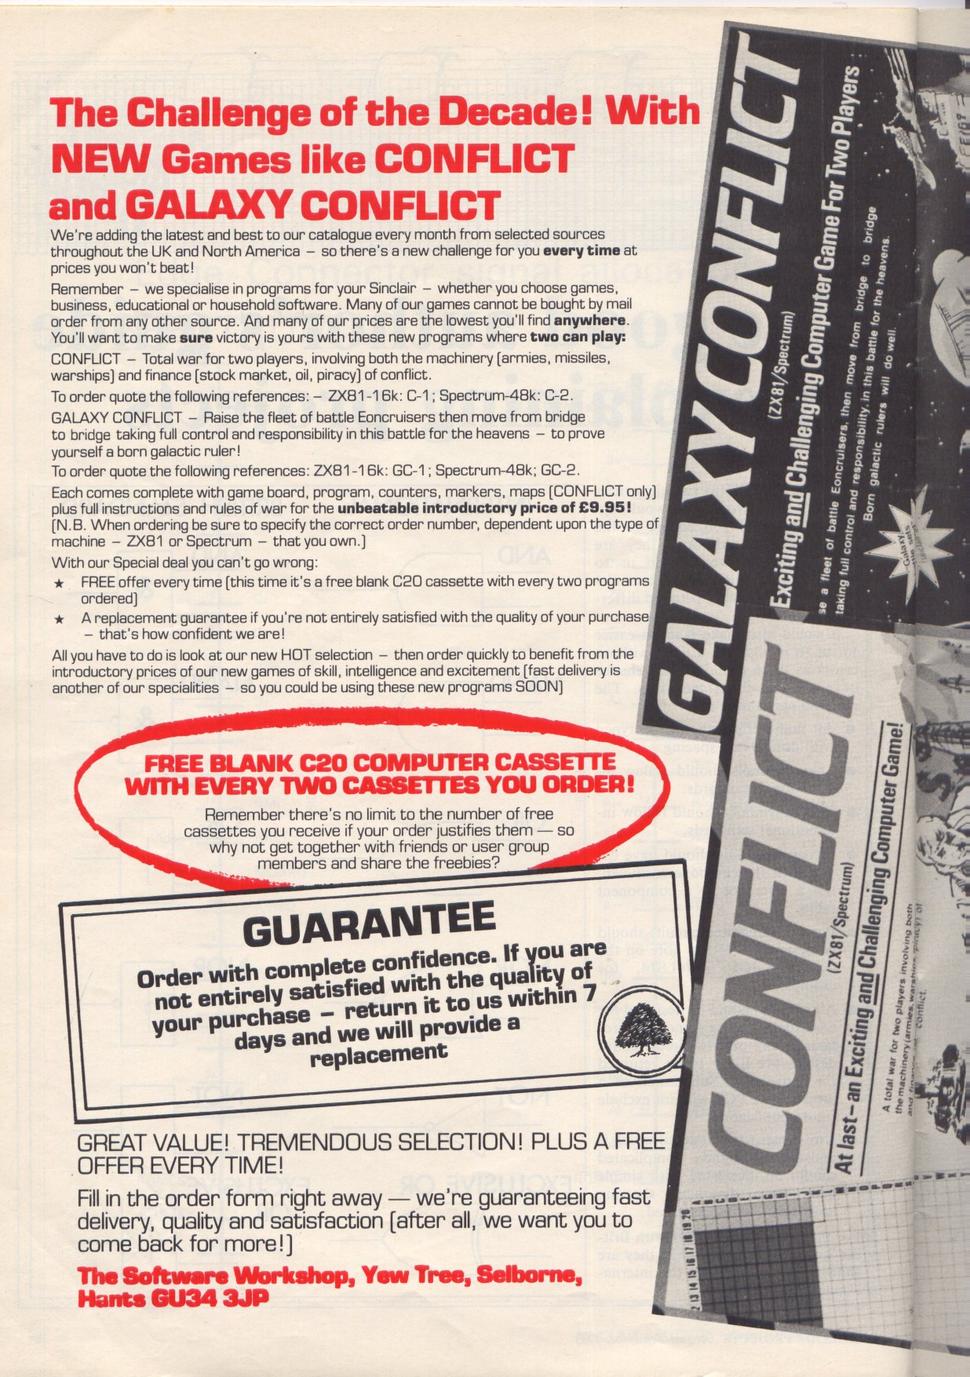 The Challenge of the Decade! With
NEW Games like CONFLICT
and GALAXY CONFLICT
We're adding the latest and best to our catalogue every month from selected sources
throughout the UK and North America – so there's a new challenge for you every time at
prices you won't beat!
Remember – we specialise in programs for your Sinclair – whether you choose games,
business, educational or household software. Many of our games cannot be bought by mail
order from any other source. And many of our prices are the lowest you'll find anywhere.
You'll want to make sure victory is yours with these new programs where two can play:
CONFLICT – Total war for two players, involving both the machinery (armies, missiles,
warships) and finance (stock market, oil, piracy) of conflict.
To order quote the following references: – ZX81-16k: C-1; Spectrum-48k: C-2.
GALAXY CONFLICT – Raise the fleet of battle Eoncruisers then move from bridge
to bridge taking full control and responsibility in this battle for the heavens – to prove
yourself a born galactic ruler!
To order quote the following references: ZX81-16k: GC-1; Spectrum-48k; GC-2.
Each comes complete with game board, program, counters, markers, maps (CONFLICT only)
plus full instructions and rules of war for the unbeatable introductory price of £9.95!
(N.B. When ordering be sure to specify the correct order number, dependent upon the type of
machine – ZX81 or Spectrum – that you own.)
With our Special deal you can't go wrong:
★ FREE offer every time (this time it's a free blank C20 cassette with every two programs
ordered)
★ A replacement guarantee if you're not entirely satisfied with the quality of your purchase
– that's how confident we are!
All you have to do is look at our new HOT selection – then order quickly to benefit from the
introductory prices of our new games of skill, intelligence and excitement (fast delivery is
another of our specialities – so you could be using these new programs SOON)
FREE BLANK C20 COMPUTER CASSETTE
WITH EVERY TWO CASSETTES YOU ORDER!
Remember there's no limit to the number of free
cassettes you receive if your order justifies them — so
why not get together with friends or user group
members and share the freebies?
GUARANTEE
Order with complete confidence. If you are
not entirely satisfied with the quality of
your purchase – return it to us within 7
days and we will provide a
replacement
GREAT VALUE! TREMENDOUS SELECTION! PLUS A FREE
OFFER EVERY TIME!
Fill in the order form right away — we're guaranteeing fast
delivery, quality and satisfaction (after all, we want you to
come back for more!)
The Software Workshop, Yew Tree, Selborne,
Hants GU34 3JP
GALAXY CONFLICT
(ZX81/Spectrum)
Exciting and Challenging Computer Game For Two Players
se a fleet of battle Eoncruisers, then move from bridge to bridge
taking full control and responsibility, in this battle for the heavens.
Born galactic rulers will do well.
Galaxy
CONFLICT
(ZX81/Spectrum)
At last – an Exciting and Challenging Computer Game!
A total war for two players involving both
the machinery (armies, warships, piracy) of
conflict.
2 13 14 15 16 17 18 19 20